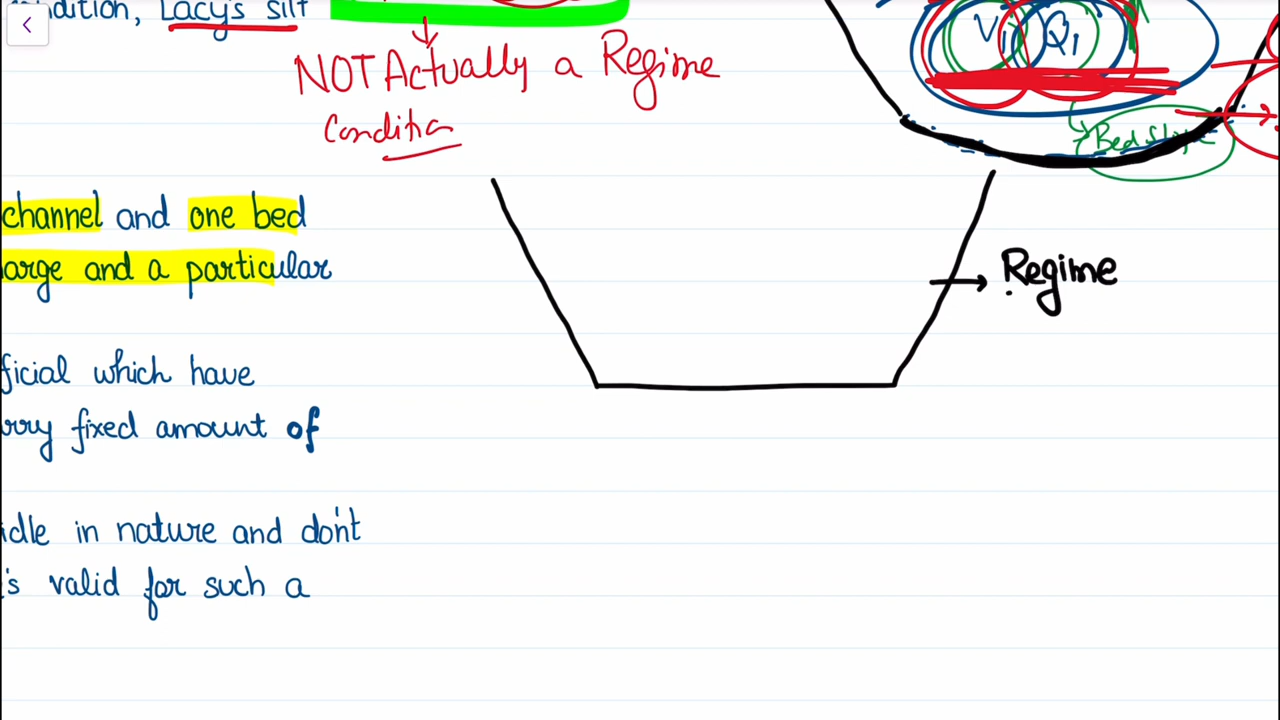 ndition, Lacy's silt
NOT Actually a Regime
Condition
V1 Q1
Bed Slope
channel and one bed
arge and a particular
Regime
ficial which have
rry fixed amount of
idle in nature and don't
's valid for such a